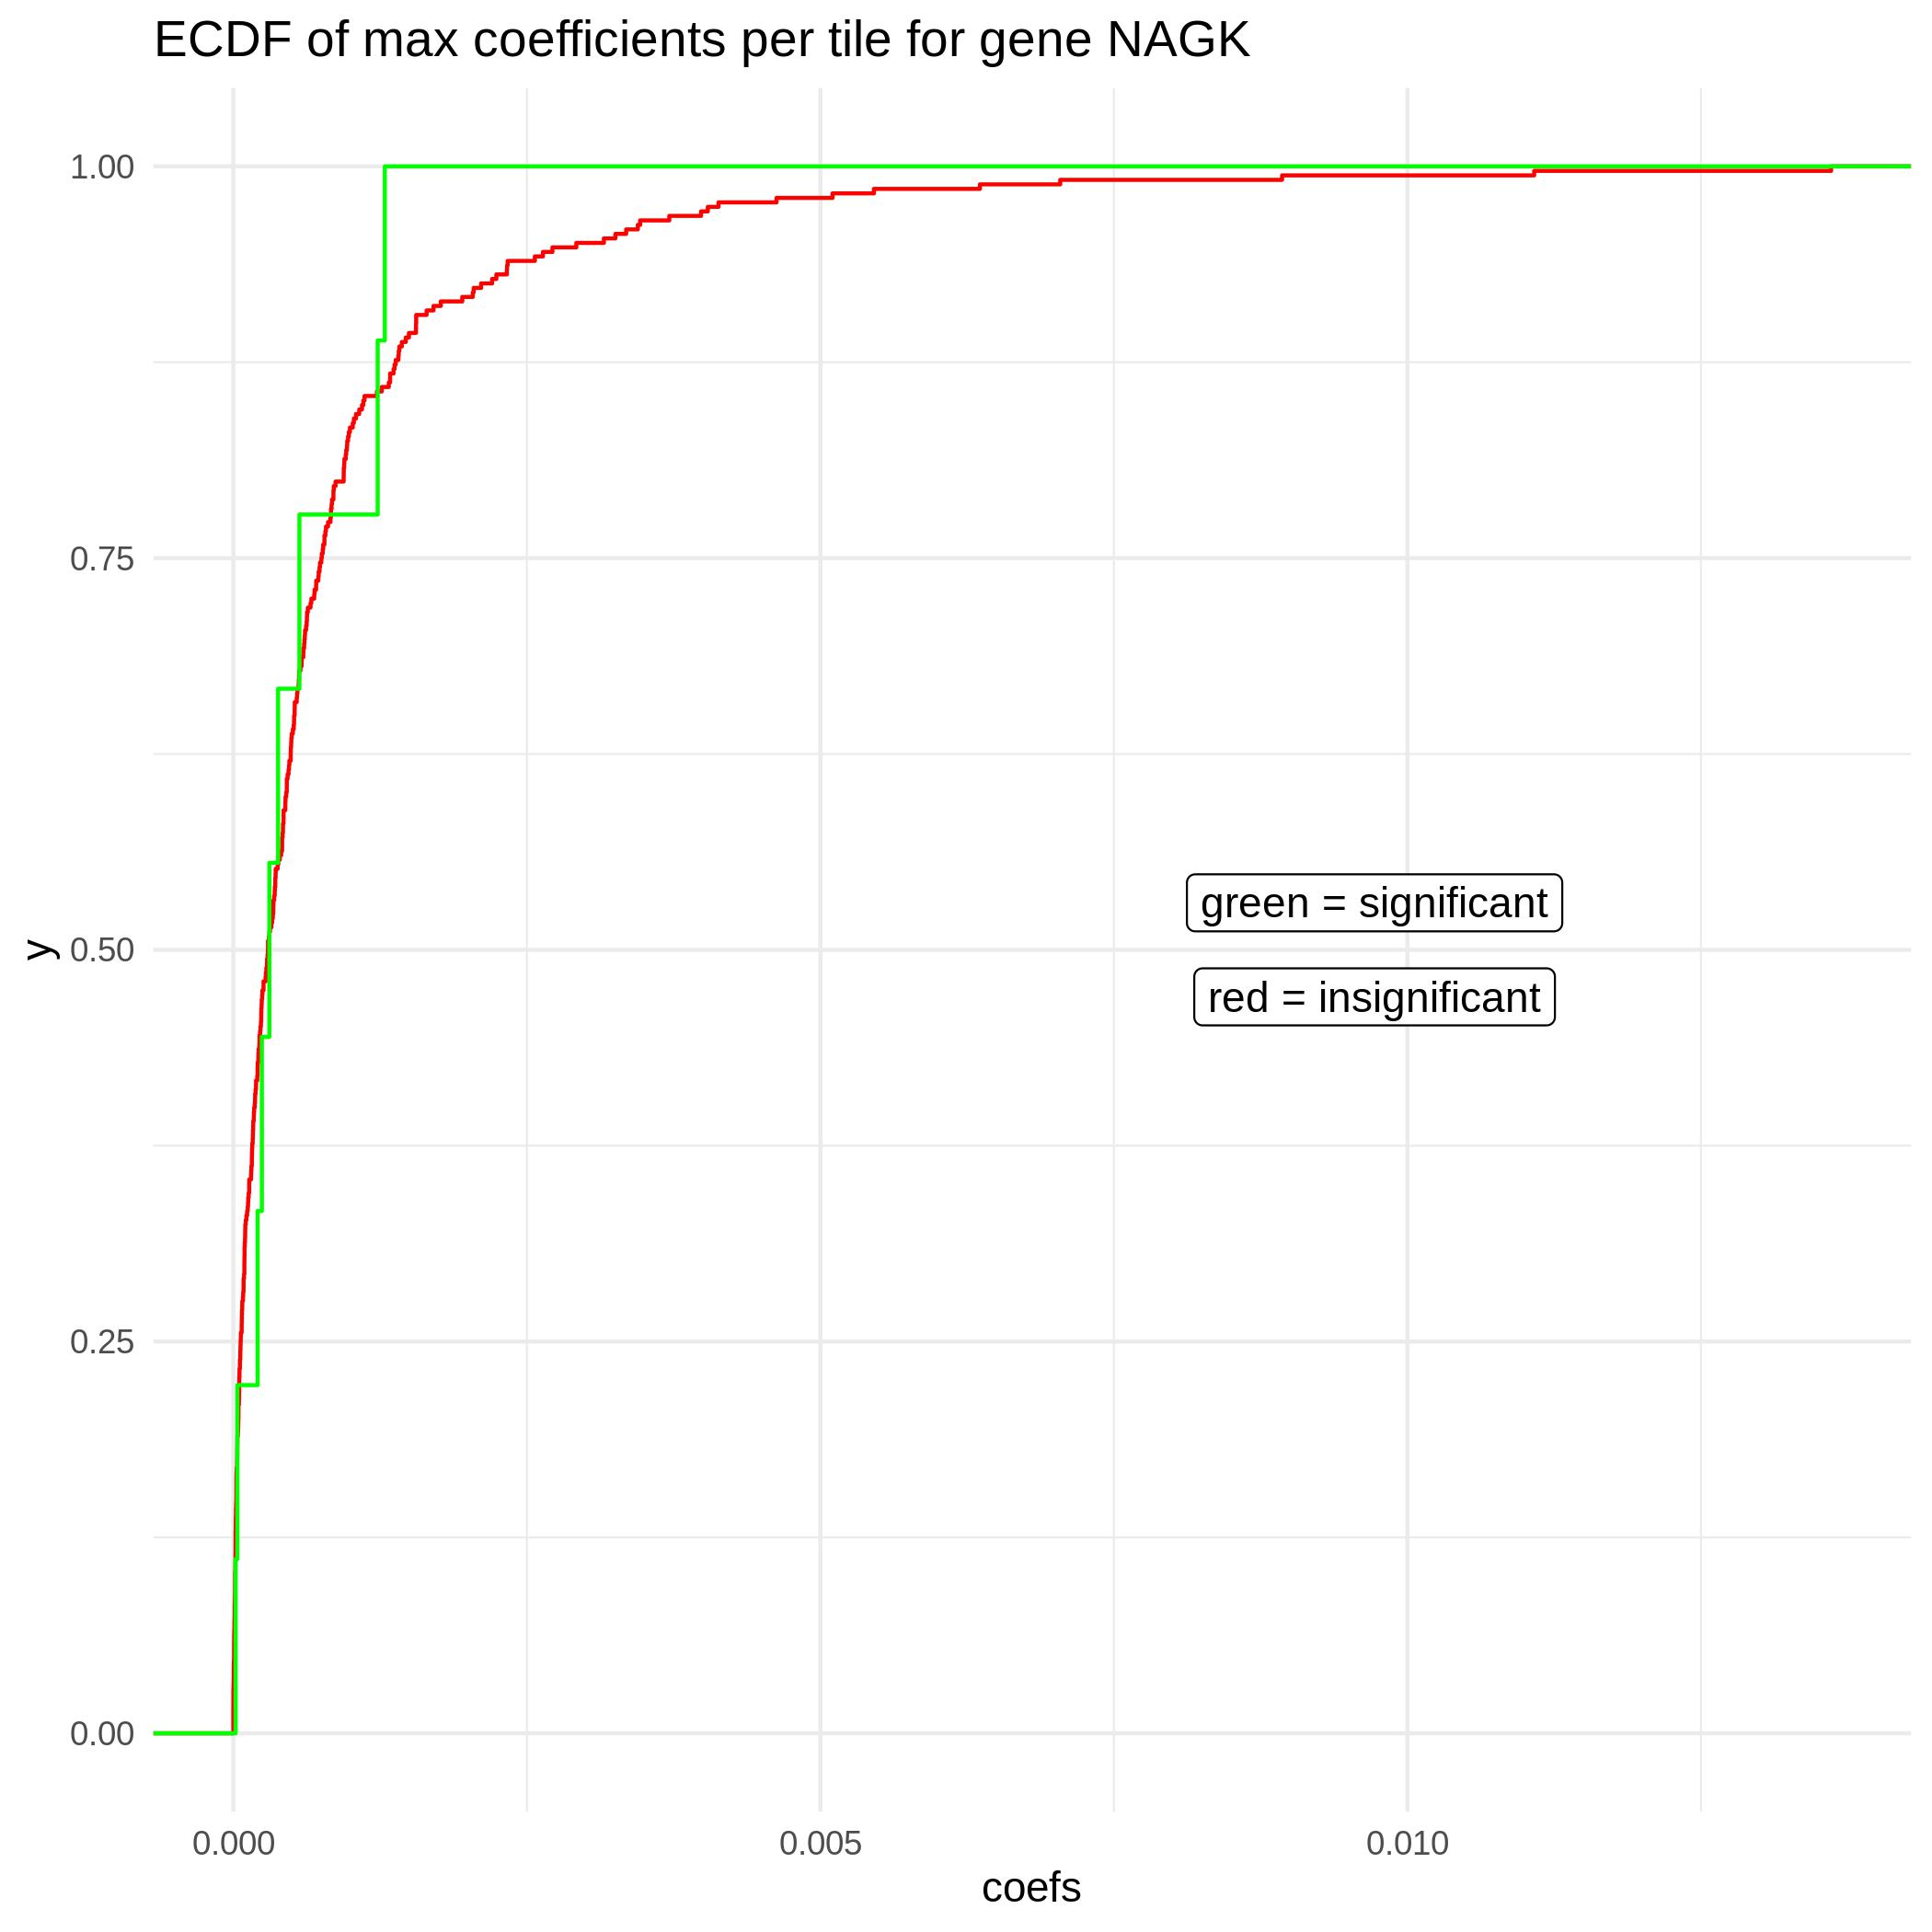 ECDF of max coefficients per tile for gene NAGK
1.00
0.75
0.50
0.25
0.00
y
green = significant
red = insignificant
0.000
0.005
0.010
coefs